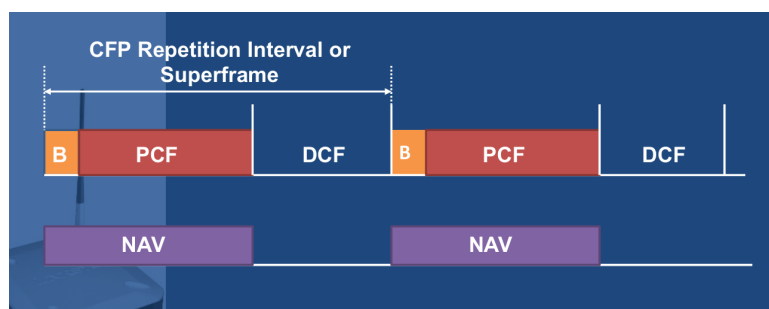 CFP Repetition Interval or
Superframe
B PCF DCF B PCF DCF
NAV NAV